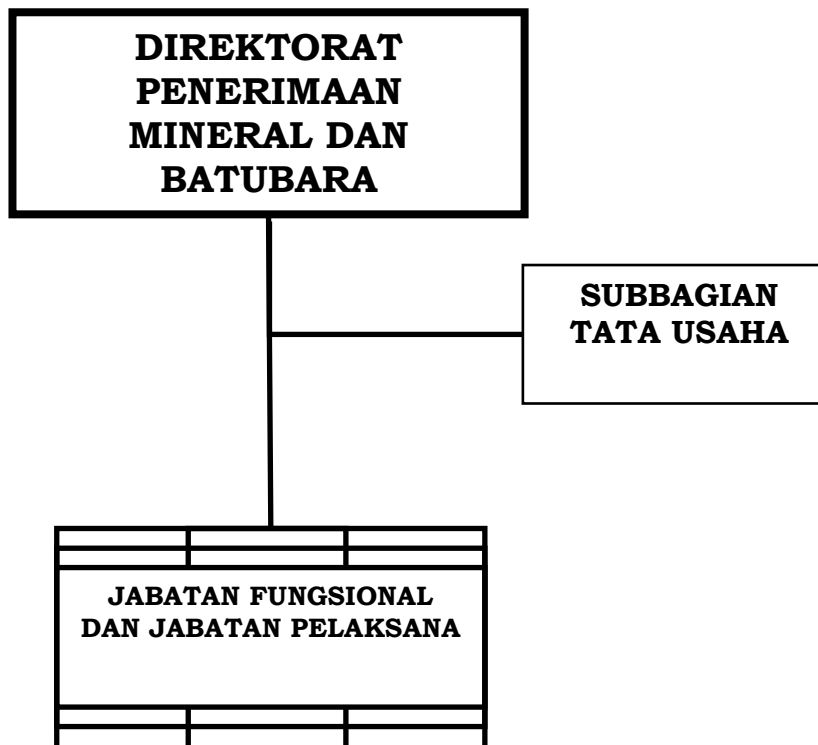 DIREKTORAT
PENERIMAAN
MINERAL DAN
BATUBARA
SUBBAGIAN
TATA USAHA
JABATAN FUNGSIONAL
DAN JABATAN PELAKSANA